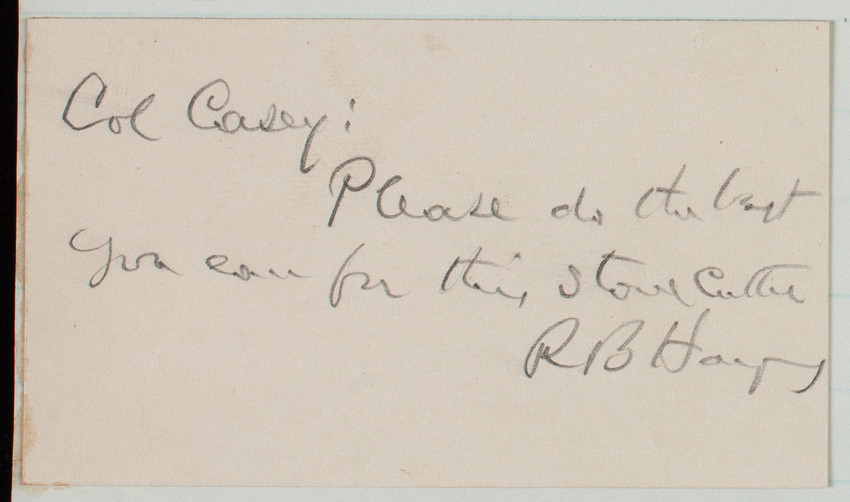 Col Casey:
Please do the best
you can for this stone cutter
R B Hayes